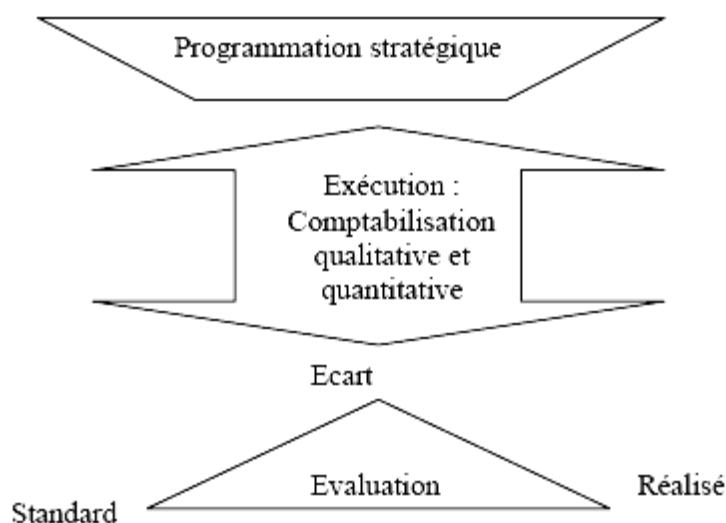 Programmation stratégique
Exécution :
Comptabilisation
qualitative et
quantitative
Ecart
Evaluation
Réalisé
Standard